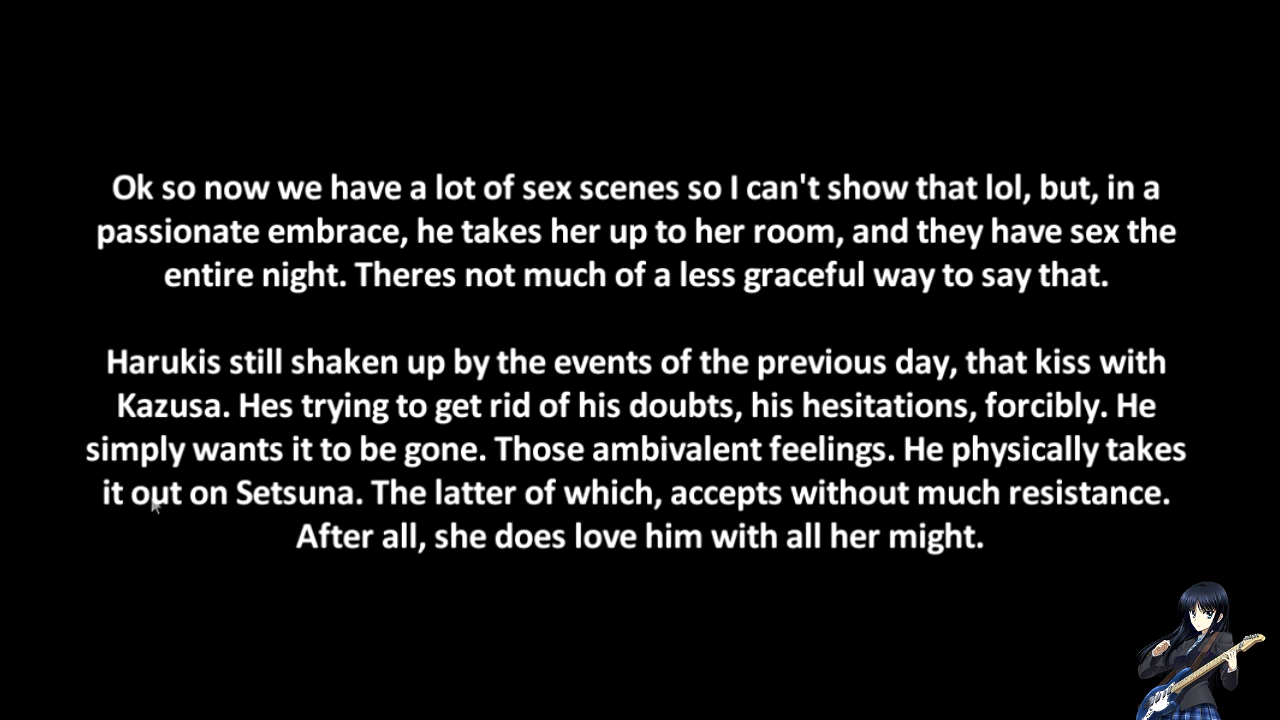 Ok so now we have a lot of sex scenes so I can't show that lol, but, in a
passionate embrace, he takes her up to her room, and they have sex the
entire night. Theres not much of a less graceful way to say that.
Harukis still shaken up by the events of the previous day, that kiss with
Kazusa. Hes trying to get rid of his doubts, his hesitations, forcibly. He
simply wants it to be gone. Those ambivalent feelings. He physically takes
it out on Setsuna. The latter of which, accepts without much resistance.
After all, she does love him with all her might.